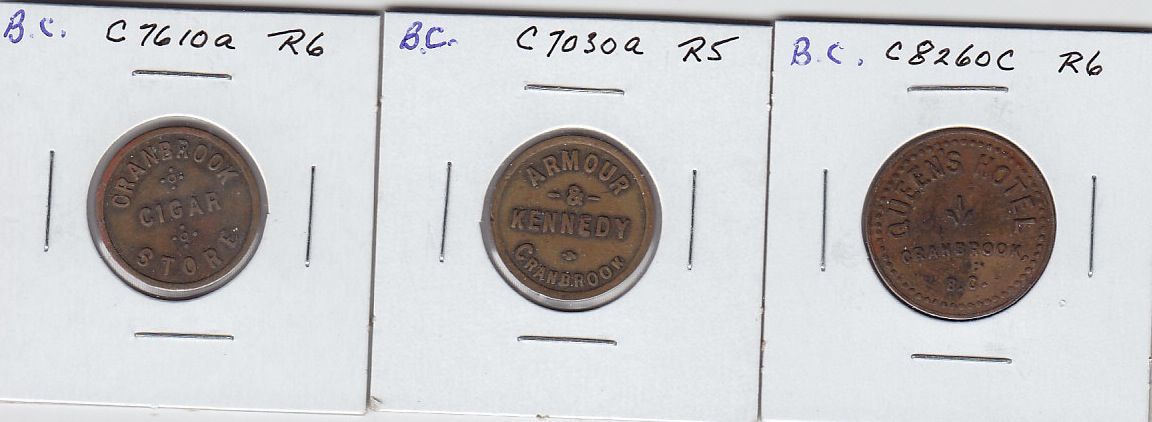 B.C. C7610a R6
CRANBROOK
CIGAR
STORE
B.C. C7030a R5
ARMOUR
&
KENNEDY
CRANBROOK
B.C. C8260C R6
QUEENS HOTEL
CRANBROOK,
B.C.